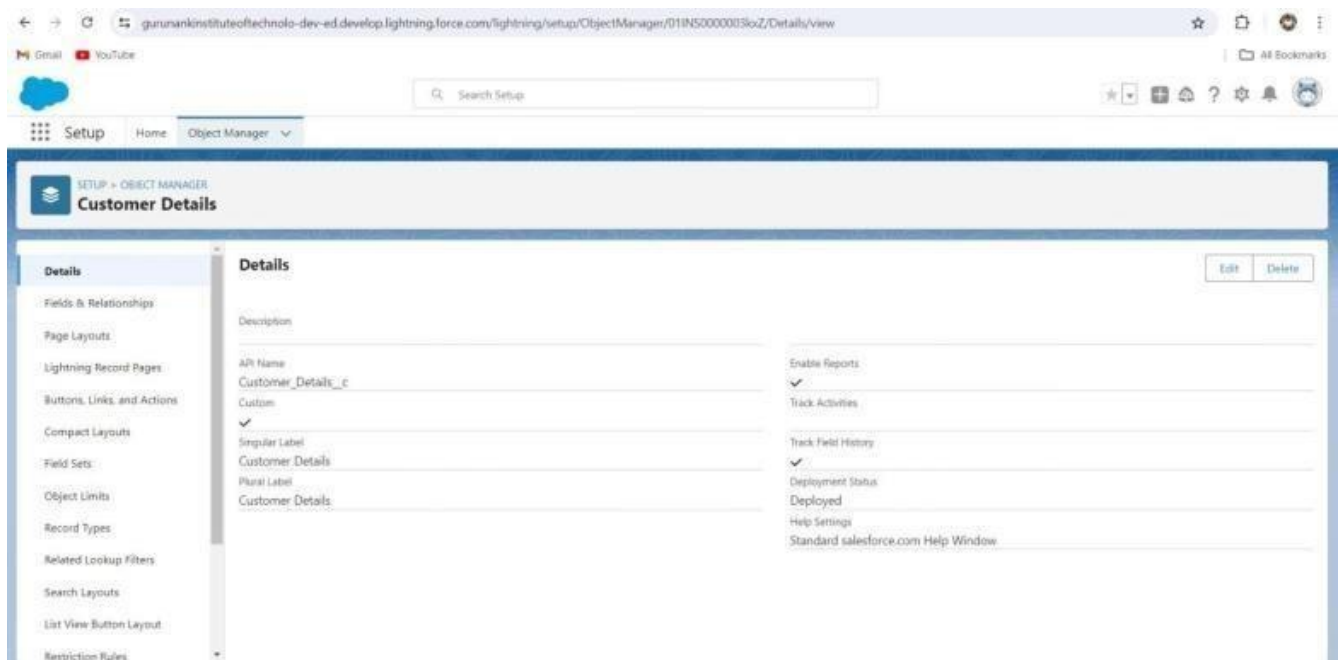 gurunankinstituteoftechnolo-dev-ed.develop.lightning.force.com/lightning/setup/ObjectManager/
Gmail YouTube All Bookmarks
Search Setup
Setup Home Object Manager
SETUP > OBJECT MANAGER
Customer Details
Details
Fields & Relationships
Page Layouts
Lightning Record Pages
Buttons, Links, and Actions
Compact Layouts
Field Sets
Object Limits
Record Types
Related Lookup Filters
Search Layouts
List View Button Layout
Restriction Rules
Details
Edit Delete
Description
API Name
Customer_Details__c
Custom
Singular Label
Customer Details
Plural Label
Customer Details
Enable Reports
Track Activities
Track Field History
Deployment Status
Deployed
Help Settings
Standard salesforce.com Help Window